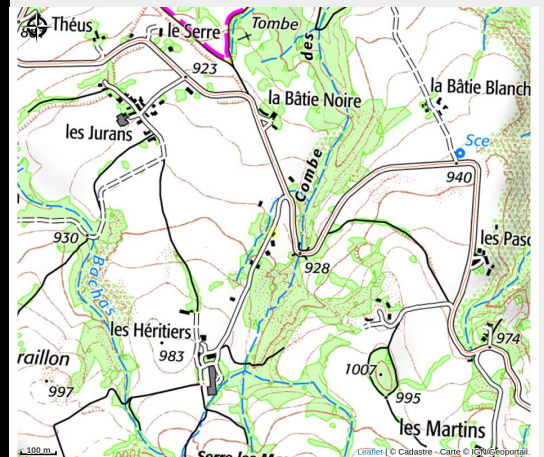 Théus
le Serre
Tombe
des
923
la Bâtie Noire
la Bâtie Blanch
les Jurans
Sce
Combe
940
930
les Pasc
928
Bachas
les Héritiers
983
974
raillon
1007
997
995
les Martins
100 m
Leaflet | © Cadastre - Carte © IGN/Geoportail